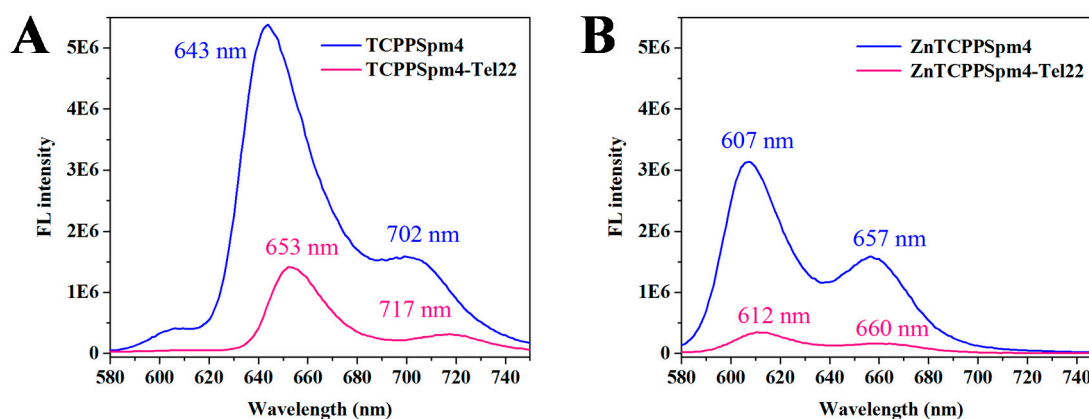 A
643 nm
TCPPSpm4
TCPPSpm4-Tel22
702 nm
653 nm
717 nm
FL intensity
5E6
4E6
3E6
2E6
1E6
0
580 600 620 640 660 680 700 720 740
Wavelength (nm)
B
ZnTCPPSpm4
ZnTCPPSpm4-Tel22
607 nm
657 nm
612 nm
660 nm
FL intensity
5E6
4E6
3E6
2E6
1E6
0
580 600 620 640 660 680 700 720 740
Wavelength (nm)